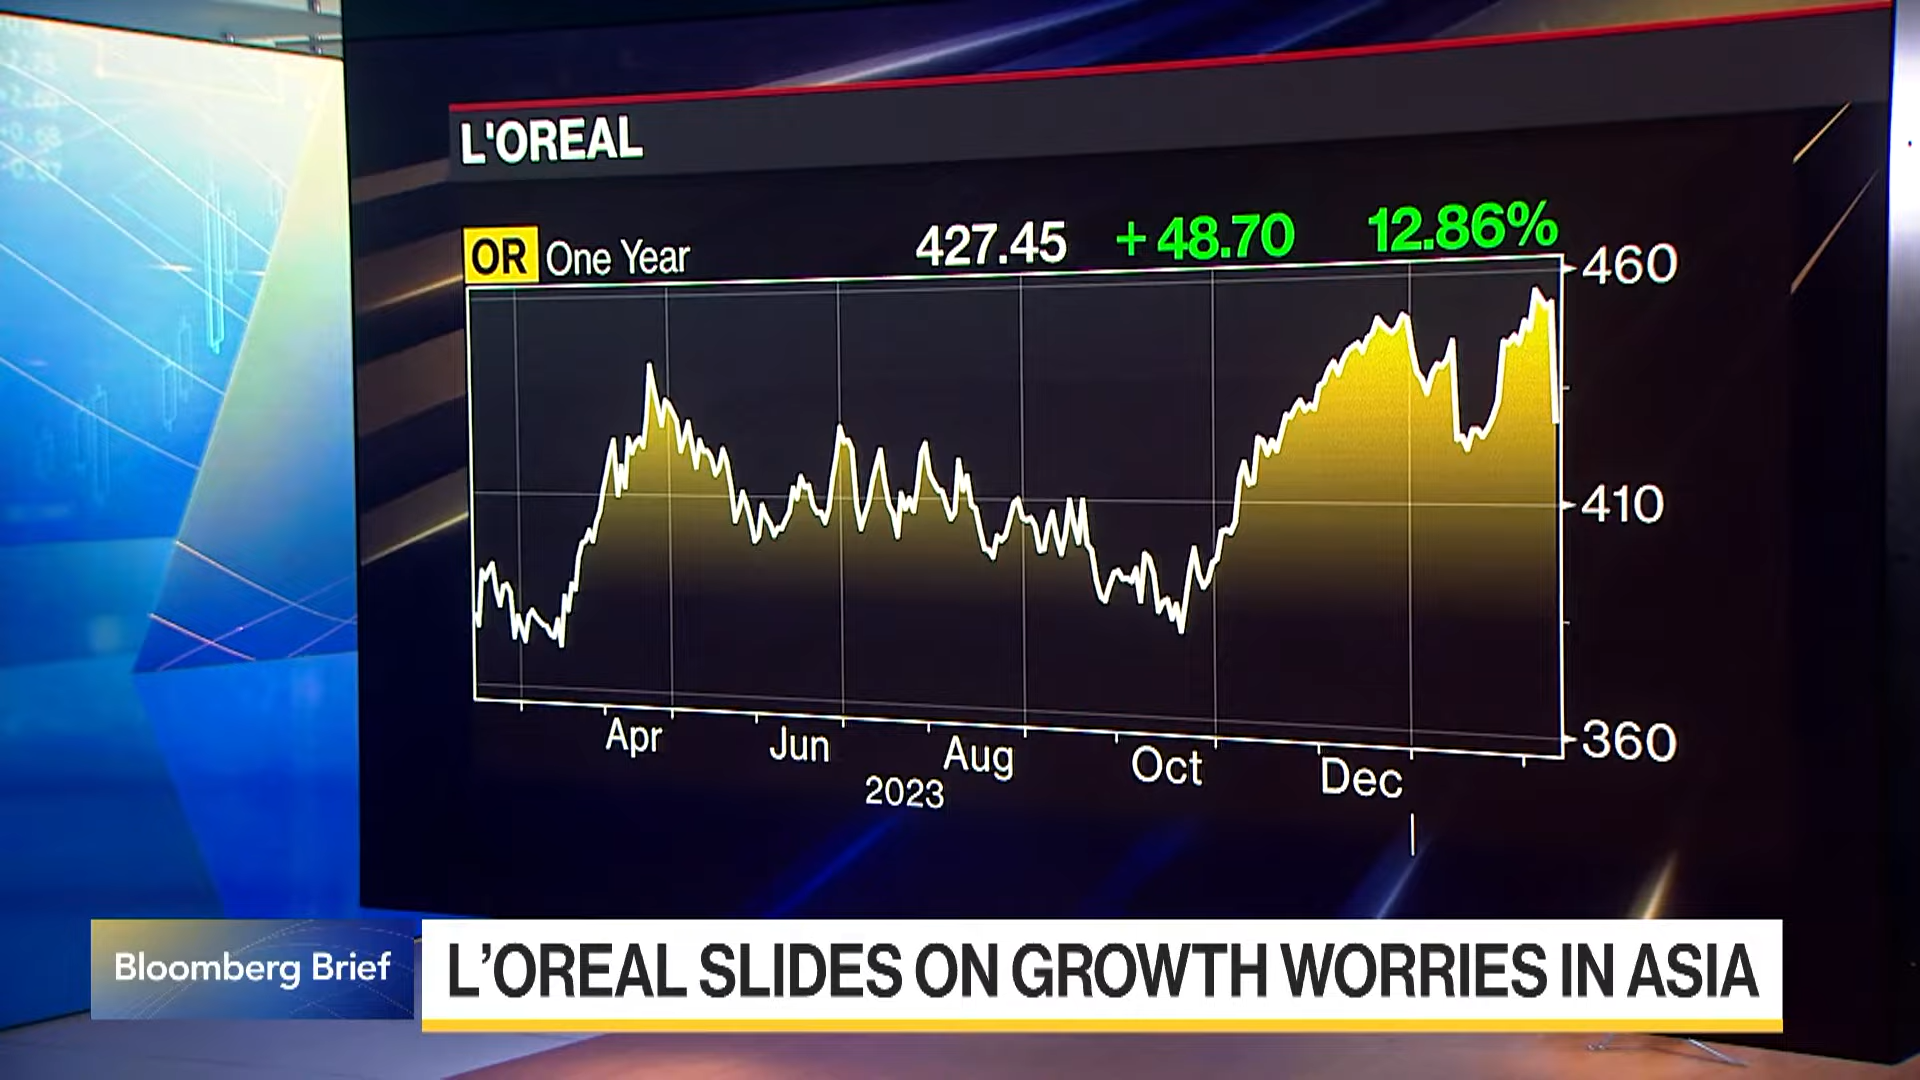 L'OREAL
OR One Year 427.45 +48.70 12.86%
460
410
360
Apr Jun Aug Oct Dec
2023
Bloomberg Brief
L’OREAL SLIDES ON GROWTH WORRIES IN ASIA